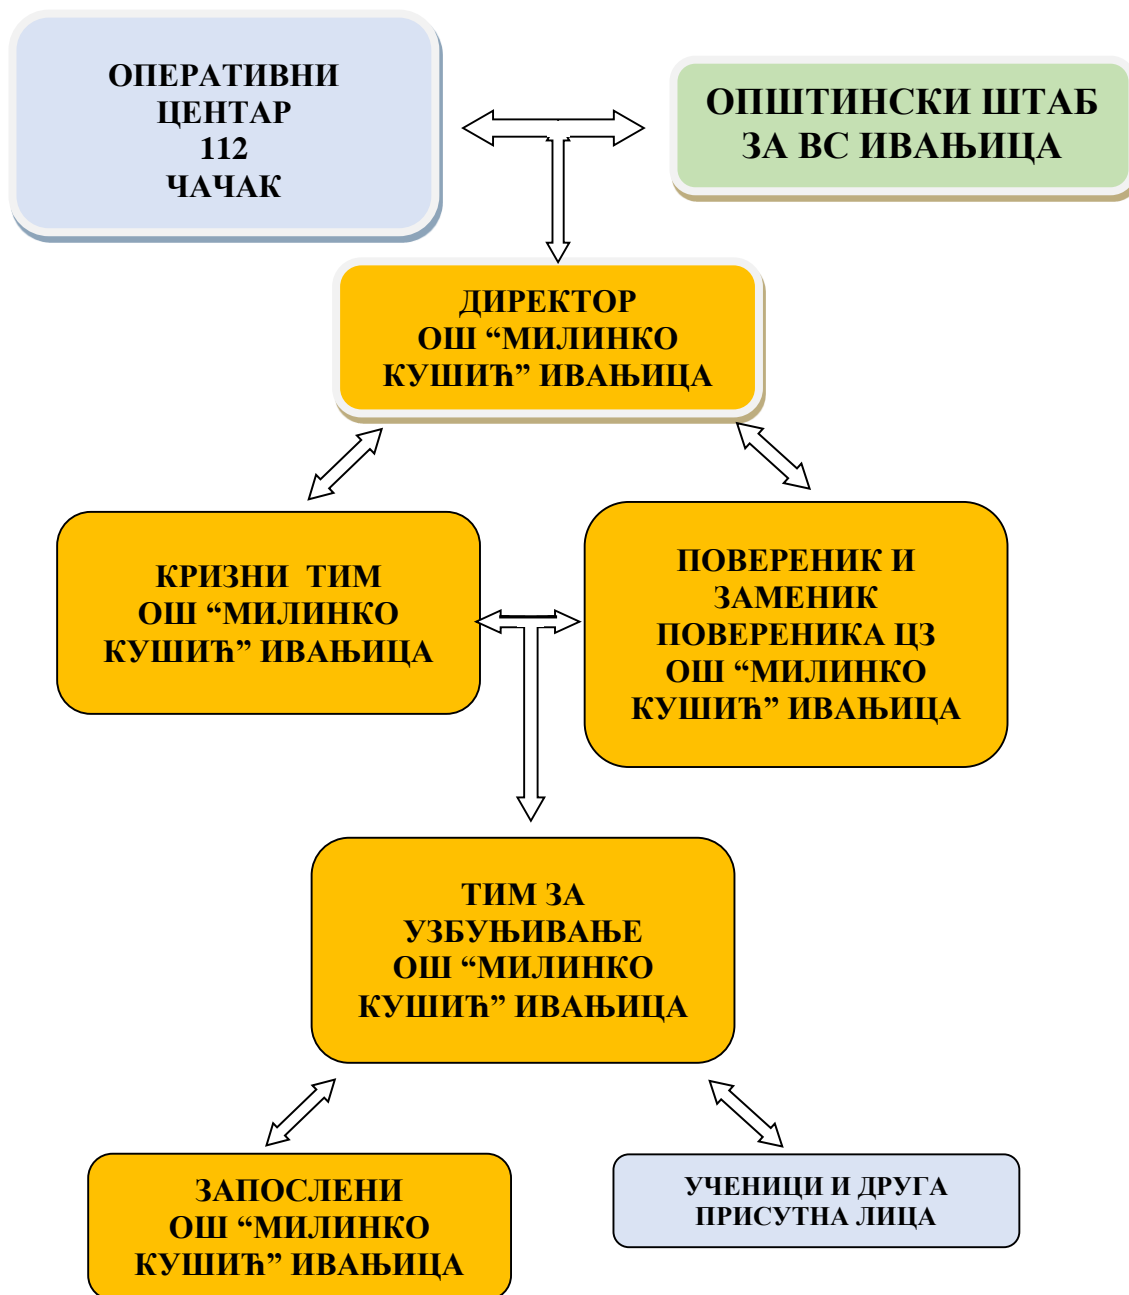 ОПЕРАТИВНИ
ЦЕНТАР
112
ЧАЧАК
ОПШТИНСКИ ШТАБ
ЗА ВС ИВАЊИЦА
ДИРЕКТОР
ОШ “МИЛИНКО
КУШИЋ” ИВАЊИЦА
КРИЗНИ ТИМ
ОШ “МИЛИНКО
КУШИЋ” ИВАЊИЦА
ПОВЕРЕНИК И
ЗАМЕНИК
ПОВЕРЕНИКА ЦЗ
ОШ “МИЛИНКО
КУШИЋ” ИВАЊИЦА
ТИМ ЗА
УЗБУЊИВАЊЕ
ОШ “МИЛИНКО
КУШИЋ” ИВАЊИЦА
ЗАПОСЛЕНИ
ОШ “МИЛИНКО
КУШИЋ” ИВАЊИЦА
УЧЕНИЦИ И ДРУГА
ПРИСУТНА ЛИЦА